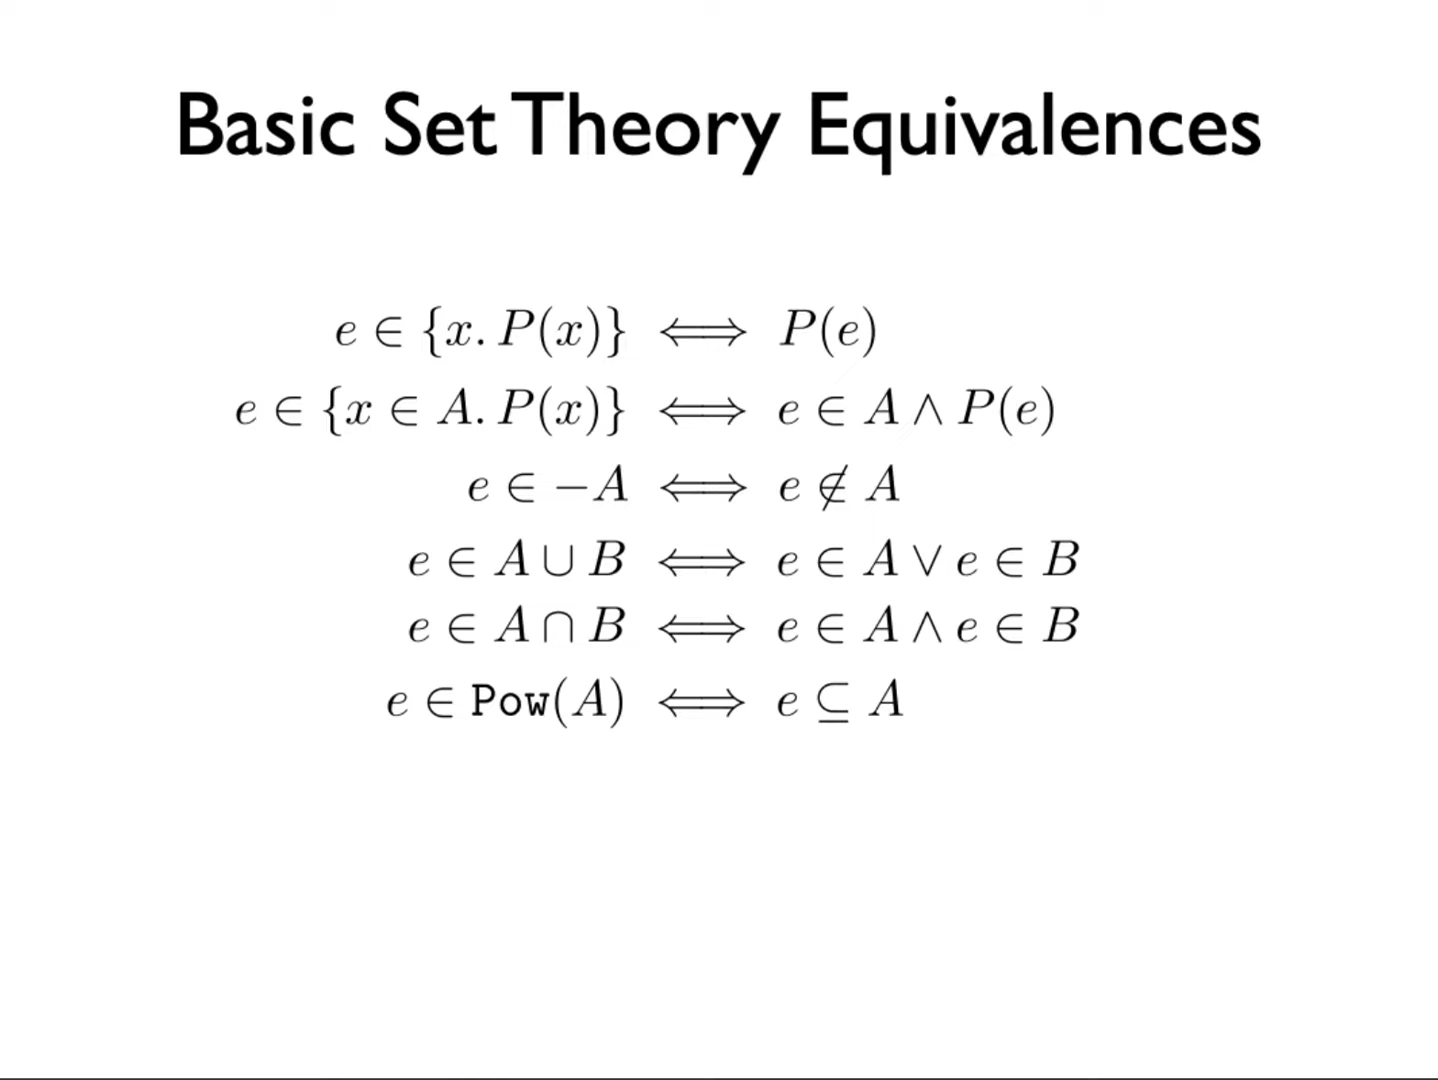 Basic Set Theory Equivalences
e ∈ {x. P(x)} ⟺ P(e)
e ∈ {x ∈ A. P(x)} ⟺ e ∈ A ∧ P(e)
e ∈ −A ⟺ e ∉ A
e ∈ A ∪ B ⟺ e ∈ A ∨ e ∈ B
e ∈ A ∩ B ⟺ e ∈ A ∧ e ∈ B
e ∈ Pow(A) ⟺ e ⊆ A